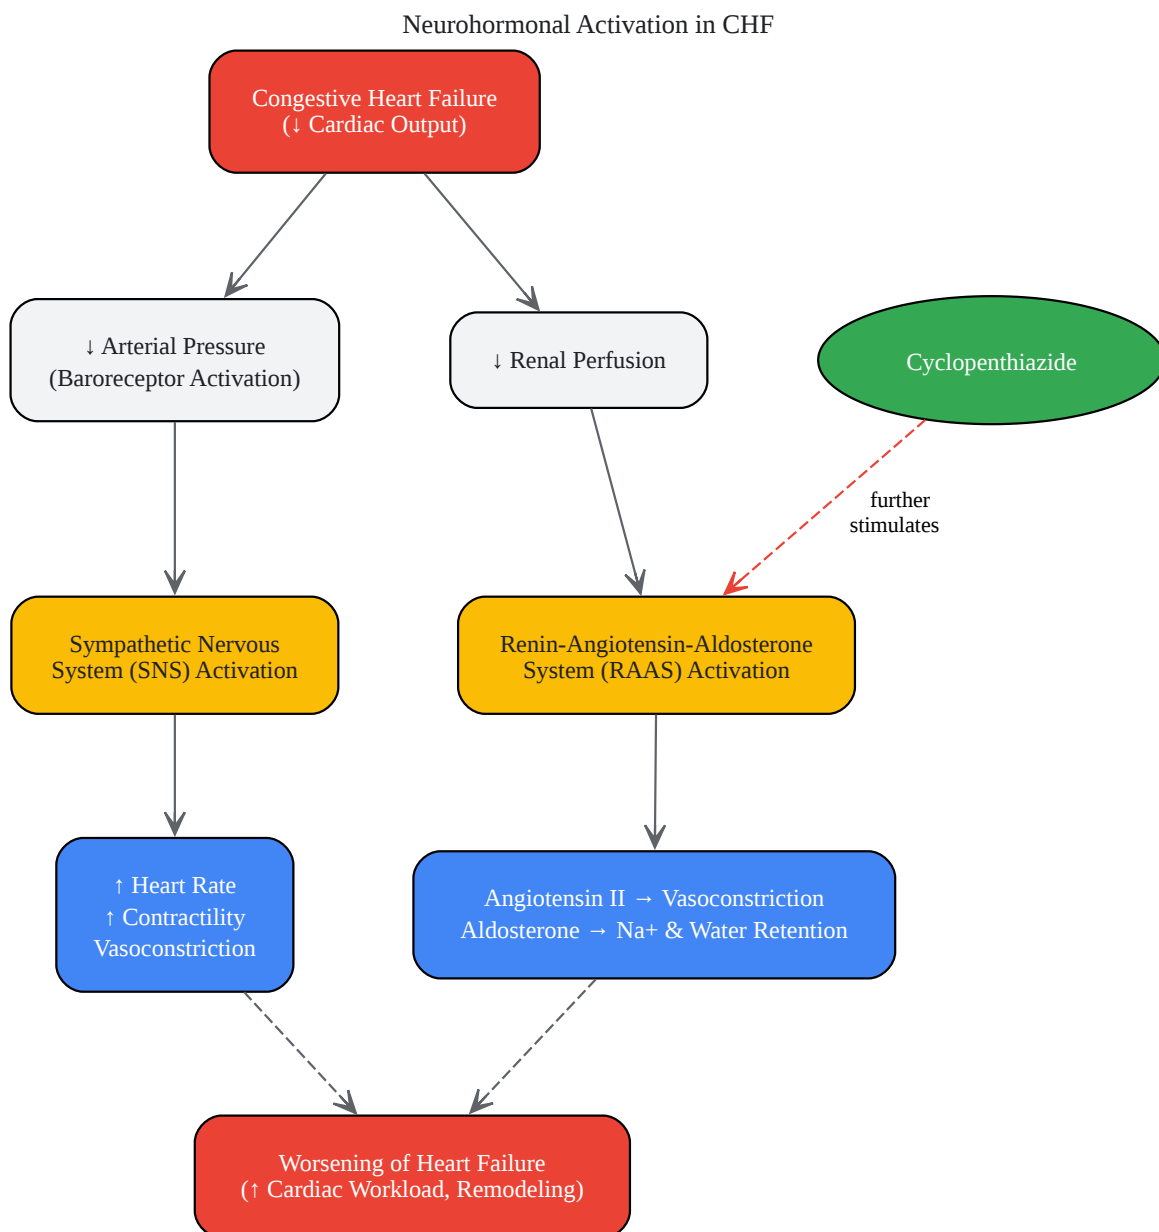 Neurohormonal Activation in CHF
Congestive Heart Failure
(↓ Cardiac Output)
↓ Arterial Pressure
(Baroreceptor Activation)
↓ Renal Perfusion
Cyclopenthiazide
further
stimulates
Sympathetic Nervous
System (SNS) Activation
Renin-Angiotensin-Aldosterone
System (RAAS) Activation
↑ Heart Rate
↑ Contractility
Vasoconstriction
Angiotensin II → Vasoconstriction
Aldosterone → Na+ & Water Retention
Worsening of Heart Failure
(↑ Cardiac Workload, Remodeling)